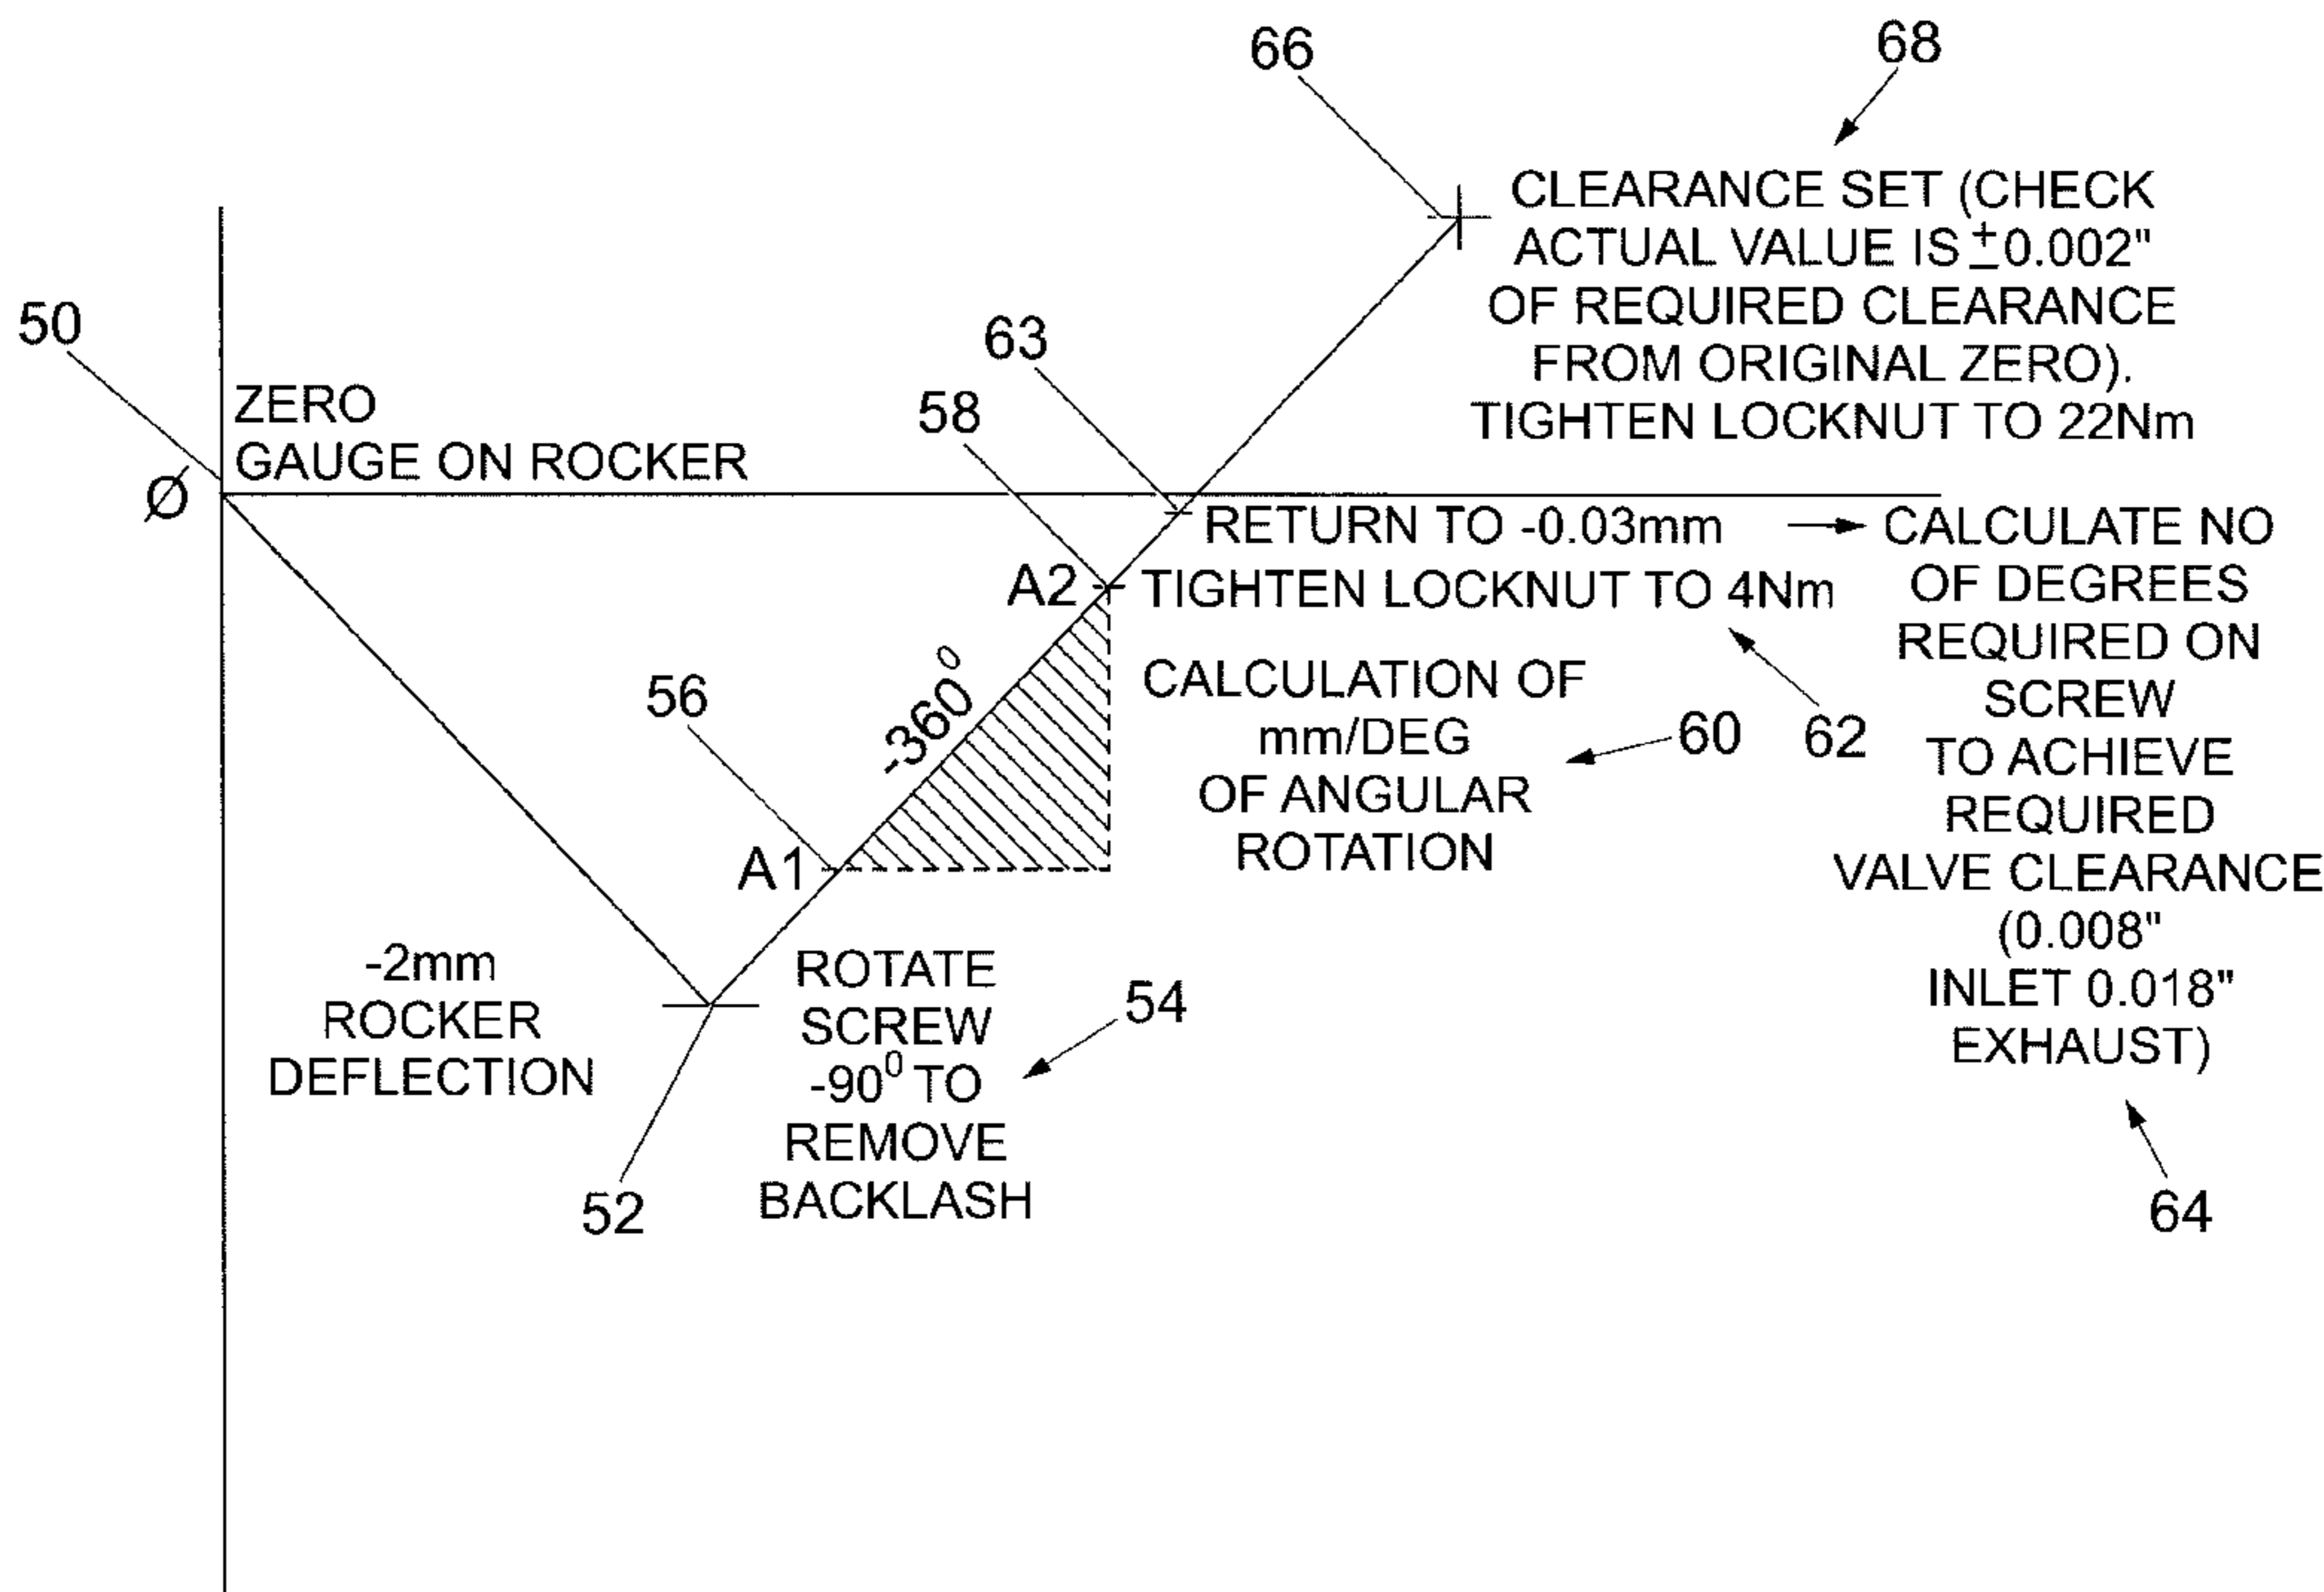 66
68
CLEARANCE SET (CHECK
ACTUAL VALUE IS ±0.002"
OF REQUIRED CLEARANCE
FROM ORIGINAL ZERO).
TIGHTEN LOCKNUT TO 22Nm
50
63
58
ZERO
GAUGE ON ROCKER
Ø
RETURN TO -0.03mm
A2
TIGHTEN LOCKNUT TO 4Nm
62
CALCULATE NO
OF DEGREES
REQUIRED ON
SCREW
TO ACHIEVE
REQUIRED
VALVE CLEARANCE
(0.008"
INLET 0.018"
EXHAUST)
64
CALCULATION OF
mm/DEG
OF ANGULAR
ROTATION
60
-360⁰
56
A1
-2mm
ROCKER
DEFLECTION
52
ROTATE
SCREW
-90⁰ TO
REMOVE
BACKLASH
54